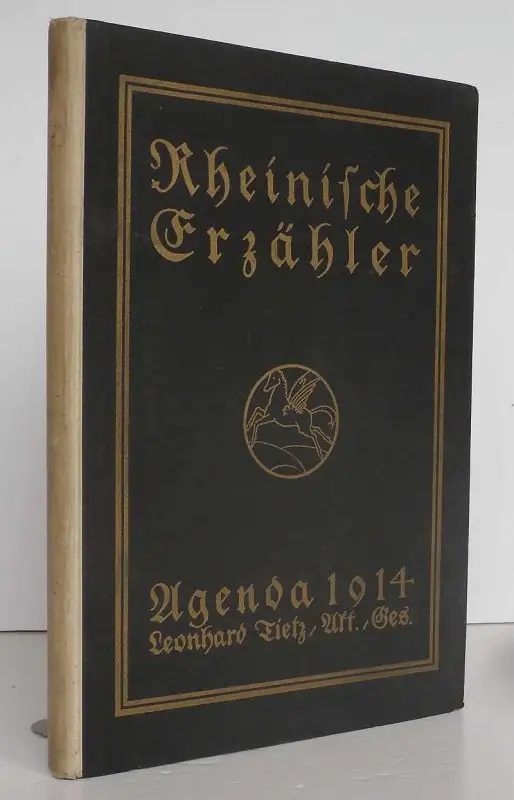 Rheiniſche
Erzähler
Agenda 1914
Leonhard Tietz, Akt., Geſ.